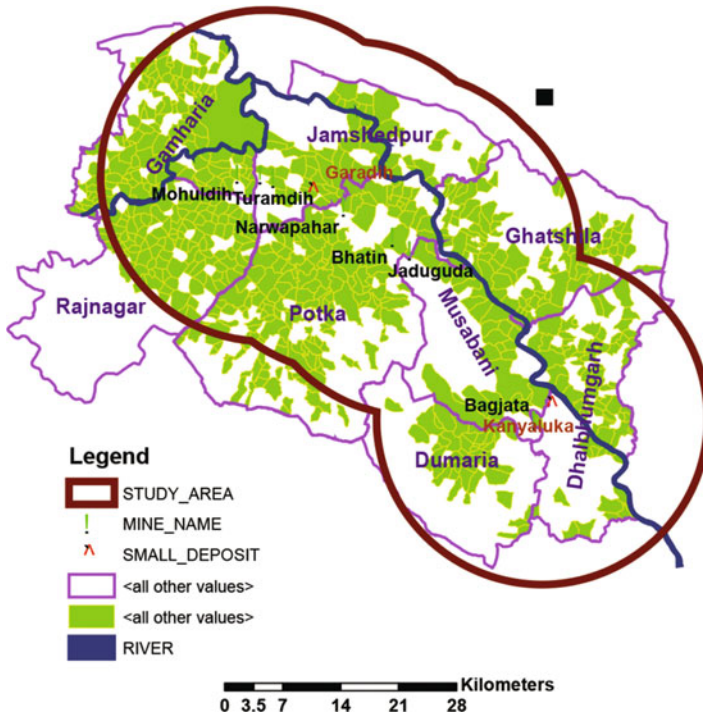 Gamharia
Jamshedpur
Garadih
Mohuldih
Turamdih
Narwapahar
Ghatshila
Bhatin
Jaduguda
Rajnagar
Potka
Musabani
Bagjata
Kanyaluka
Dhalbhumgarh
Dumaria
Legend
STUDY_AREA
MINE_NAME
SMALL_DEPOSIT
<all other values>
<all other values>
RIVER
Kilometers
0 3.5 7 14 21 28